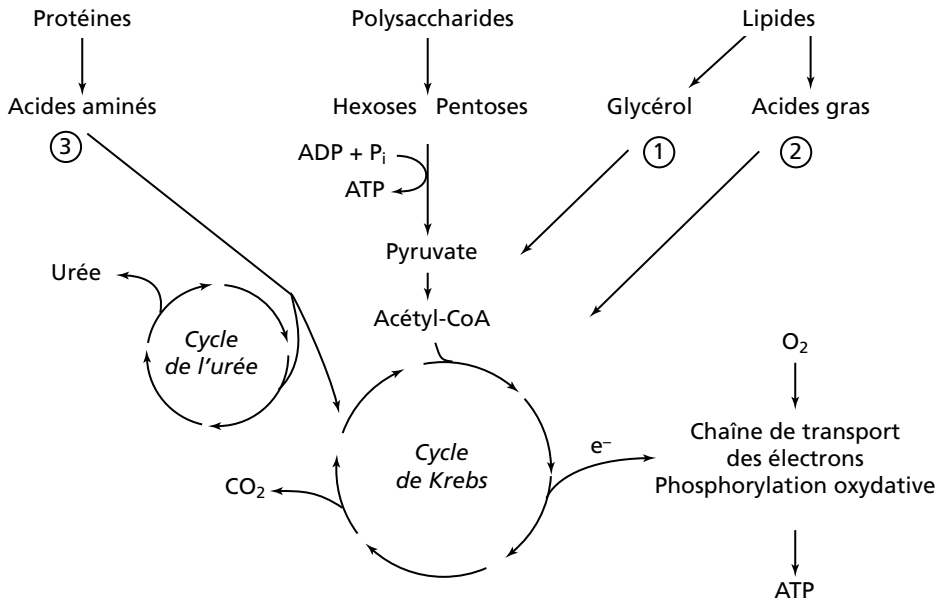 Protéines
Polysaccharides
Lipides
Acides aminés
Hexoses Pentoses
Glycérol
Acides gras
3
1
2
ADP + Pi
ATP
Pyruvate
Urée
Acétyl-CoA
Cycle
de l'urée
O2
Cycle
de Krebs
e–
Chaîne de transport
des électrons
Phosphorylation oxydative
CO2
ATP